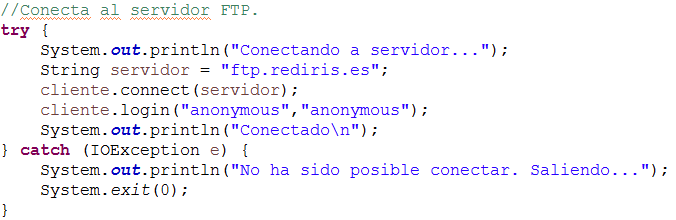 //Conecta al servidor FTP.
try {
    System.out.println("Conectando a servidor...");
    String servidor = "ftp.rediris.es";
    cliente.connect(servidor);
    cliente.login("anonymous","anonymous");
    System.out.println("Conectado\n");
} catch (IOException e) {
    System.out.println("No ha sido posible conectar. Saliendo...");
    System.exit(0);
}